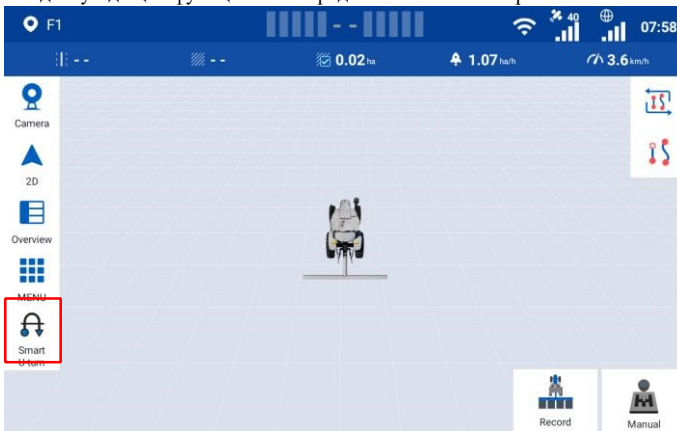 F1
- -
40
07:58
- -
- -
0.02 ha
1.07 ha/h
3.6 km/h
Camera
2D
Overview
MENU
Smart
U-turn
Record
Manual